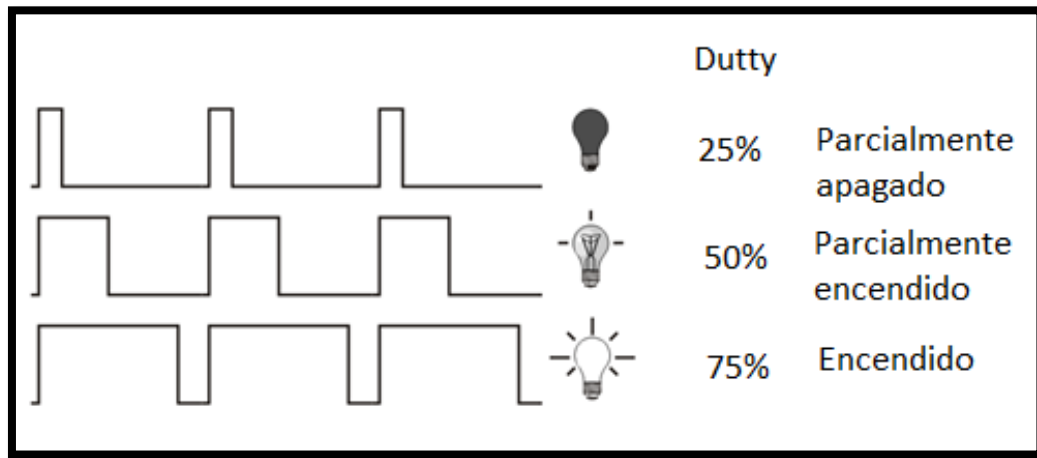 Dutty
25% Parcialmente
apagado
50% Parcialmente
encendido
75% Encendido